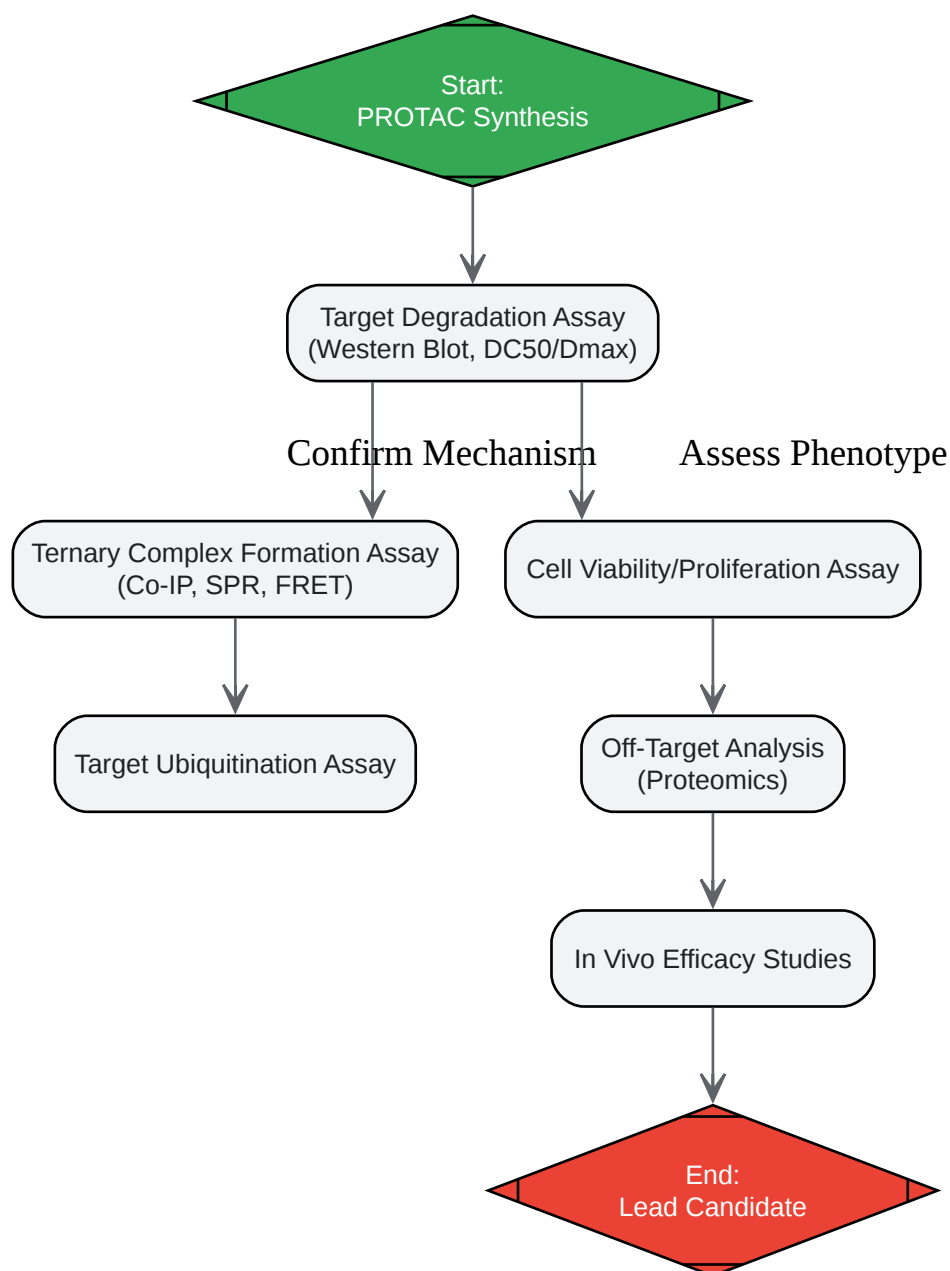 Start:
PROTAC Synthesis
Target Degradation Assay
(Western Blot, DC50/Dmax)
Confirm Mechanism
Assess Phenotype
Ternary Complex Formation Assay
(Co-IP, SPR, FRET)
Cell Viability/Proliferation Assay
Target Ubiquitination Assay
Off-Target Analysis
(Proteomics)
In Vivo Efficacy Studies
End:
Lead Candidate